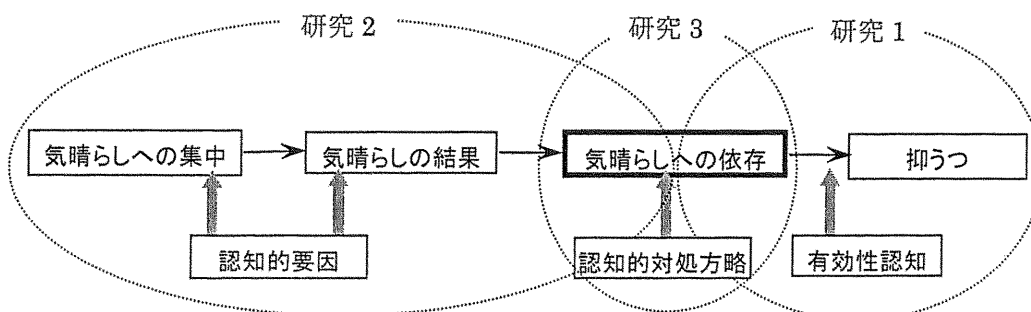 研究 2
研究 3
研究 1
気晴らしへの集中
気晴らしの結果
気晴らしへの依存
抑うつ
認知的要因
認知的対処方略
有効性認知